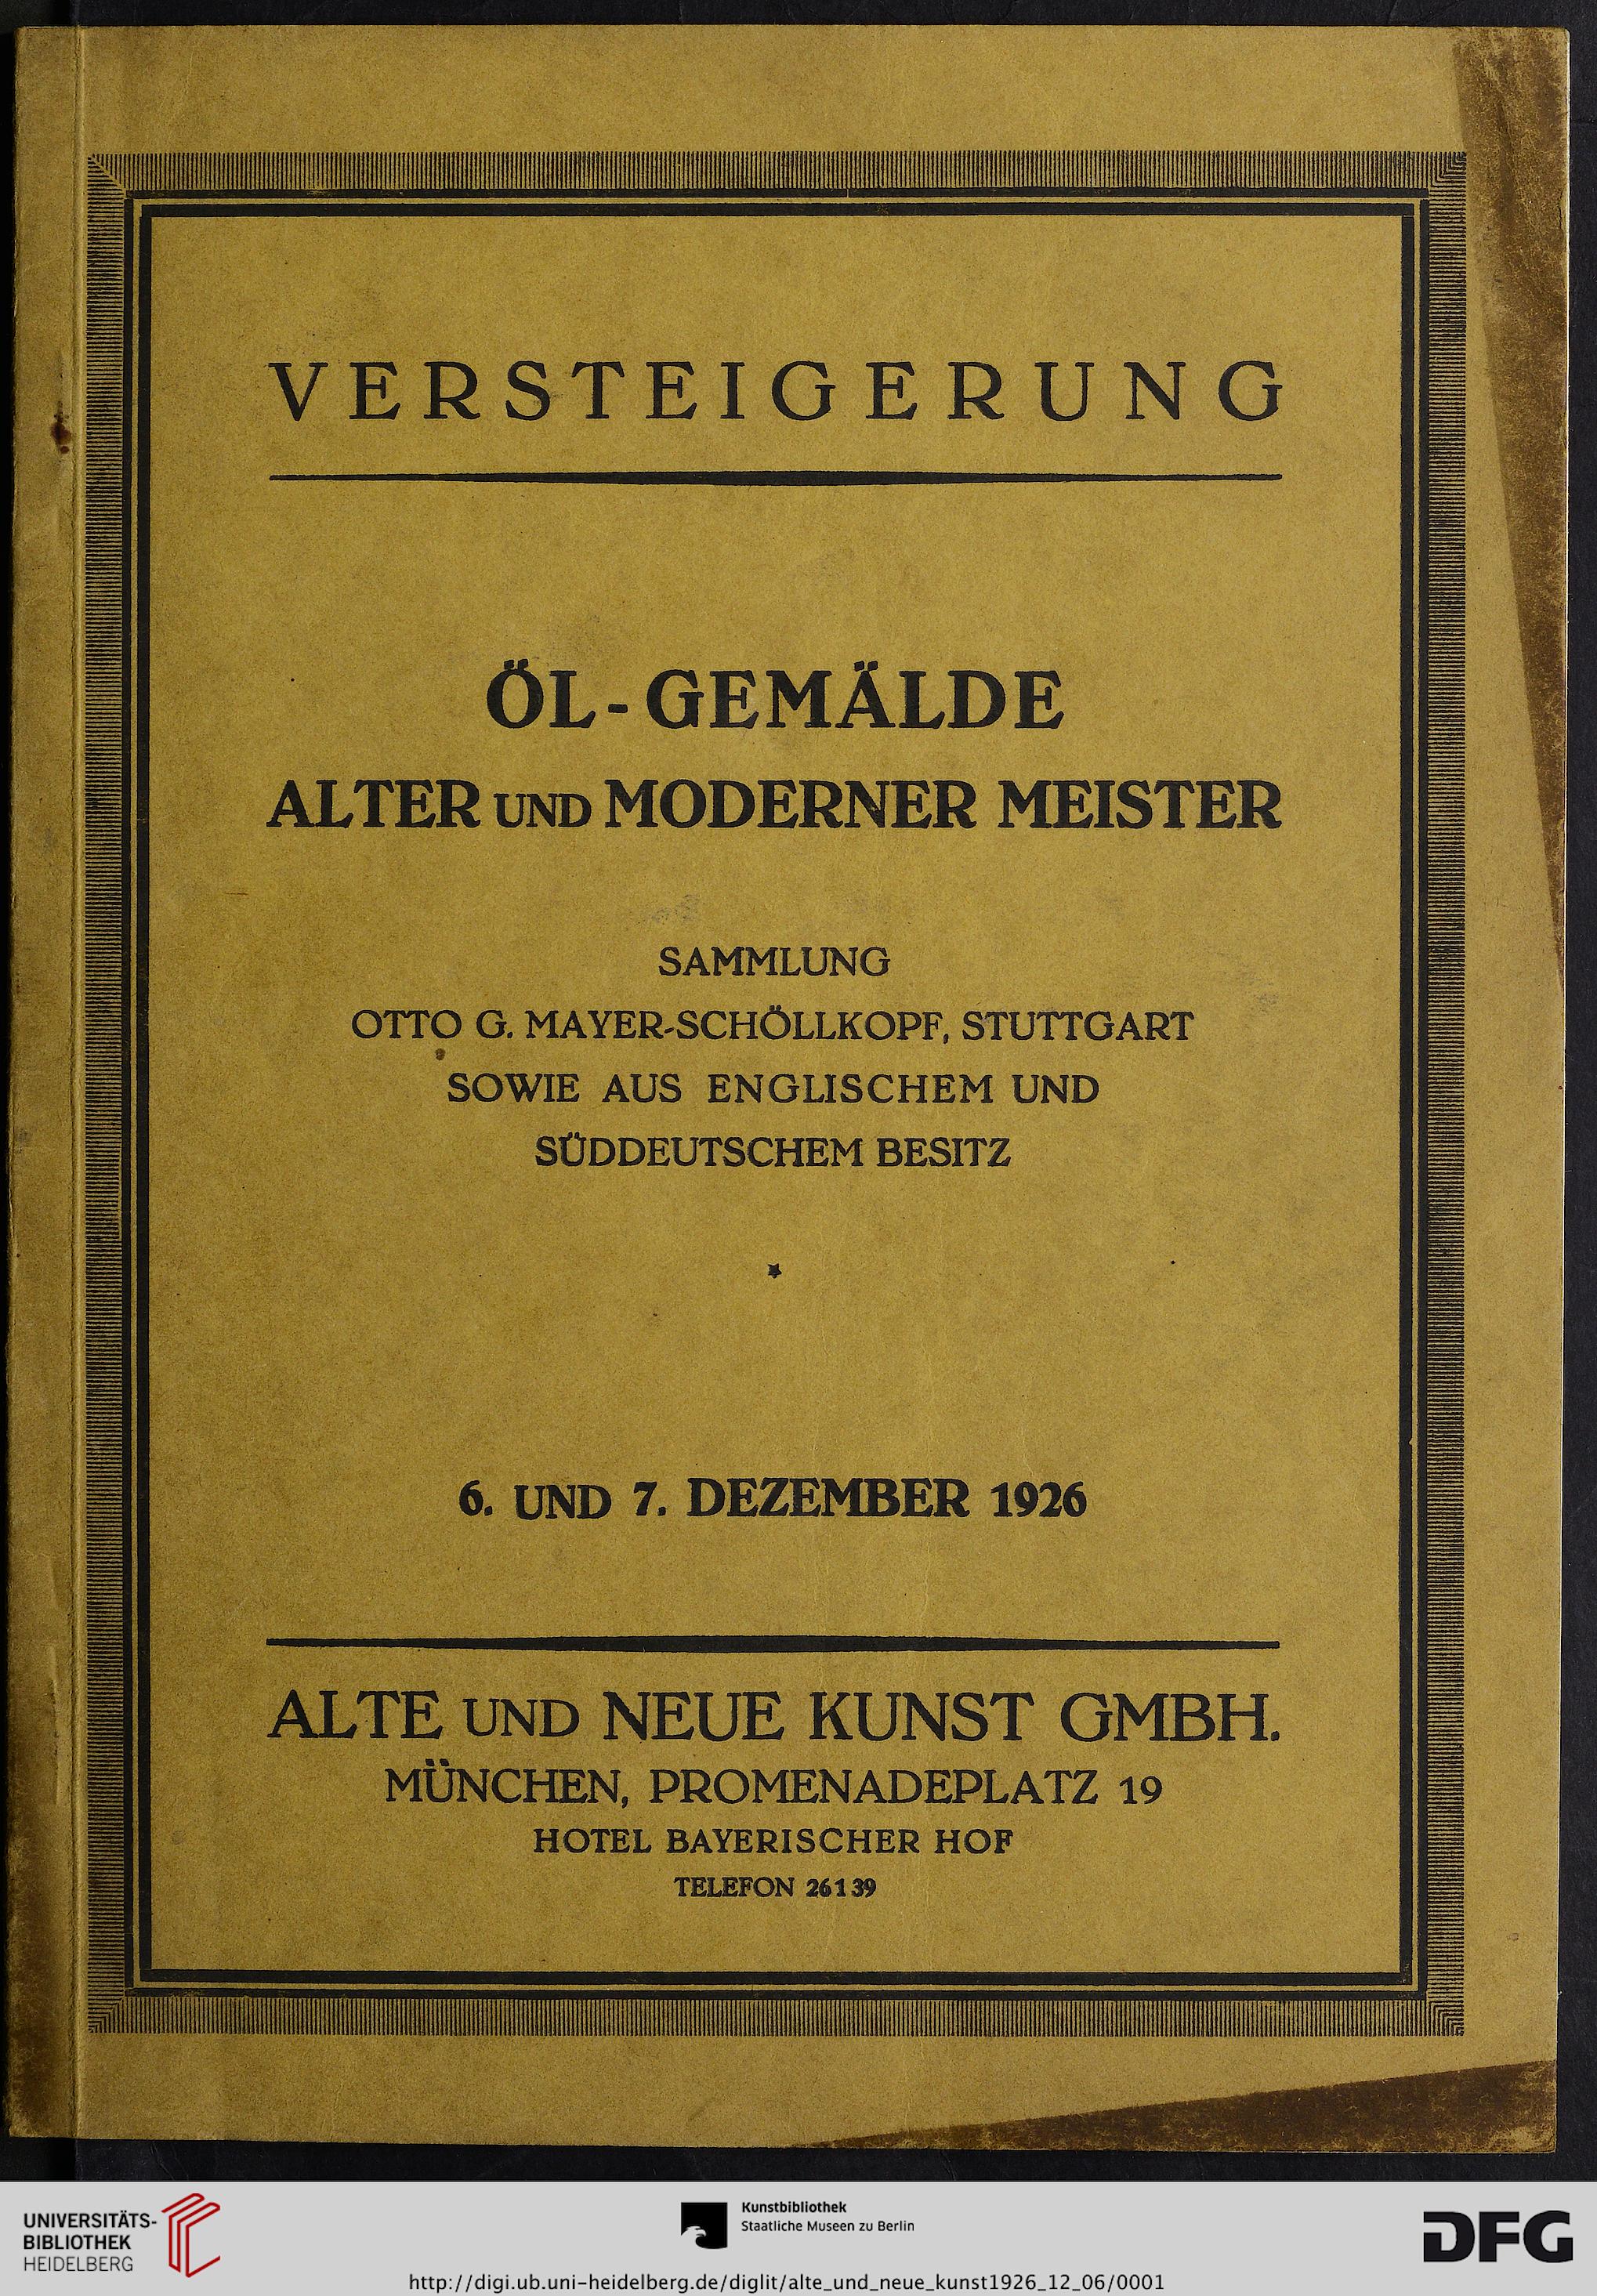 VERSTEIGERUNG
ÖL-GEMÄLDE
ALTER UND MODERNER MEISTER
SAMMLUNG
OTTO G. MAYER-SCHÖLLKOPF, STUTTGART
SOWIE AUS ENGLISCHEM UND
SÜDDEUTSCHEM BESITZ
*
6. UND 7. DEZEMBER 1926
ALTE UND NEUE KUNST GMBH.
MÜNCHEN, PROMENADEPLATZ 19
HOTEL BAYERISCHER HOF
TELEFON 26139
UNIVERSITÄTS-
BIBLIOTHEK
HEIDELBERG
Kunstbibliothek
Staatliche Museen zu Berlin
DFG
http://digi.ub.uni-heidelberg.de/diglit/alte_und_neue_kunst1926_12_06/0001